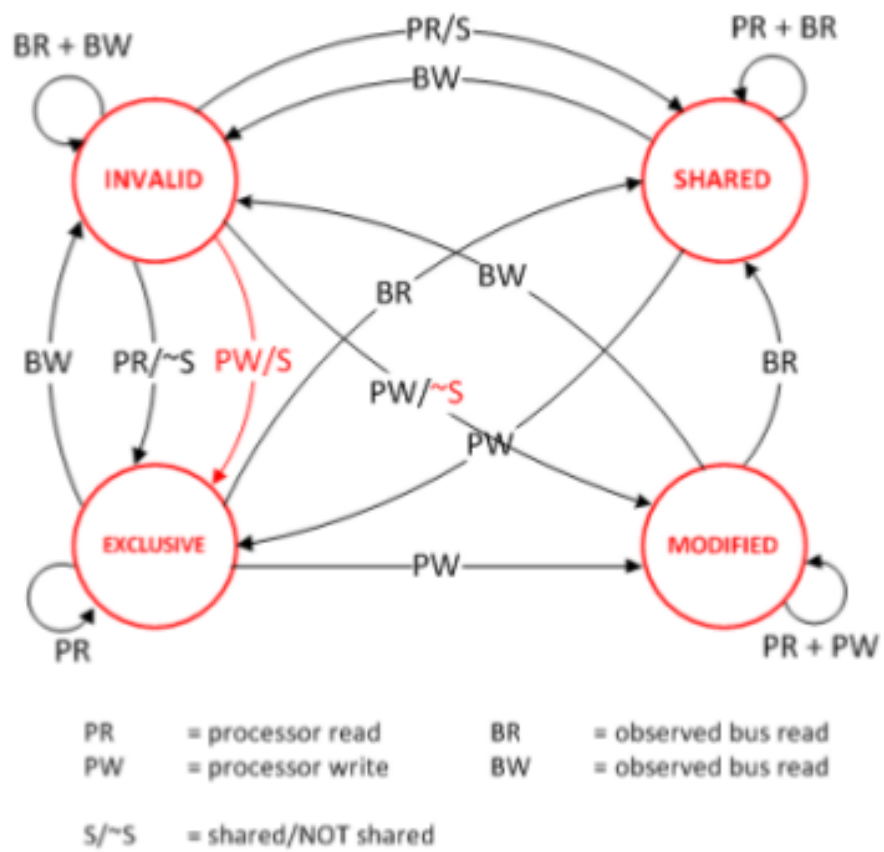 PR/S
PR + BR
BR + BW
BW
INVALID
SHARED
BW
BR
BW
PR/~S
PW/S
BR
PW/~S
PW
EXCLUSIVE
MODIFIED
PW
PR
PR + PW
PR = processor read BR = observed bus read
PW = processor write BW = observed bus read
S/~S = shared/NOT shared